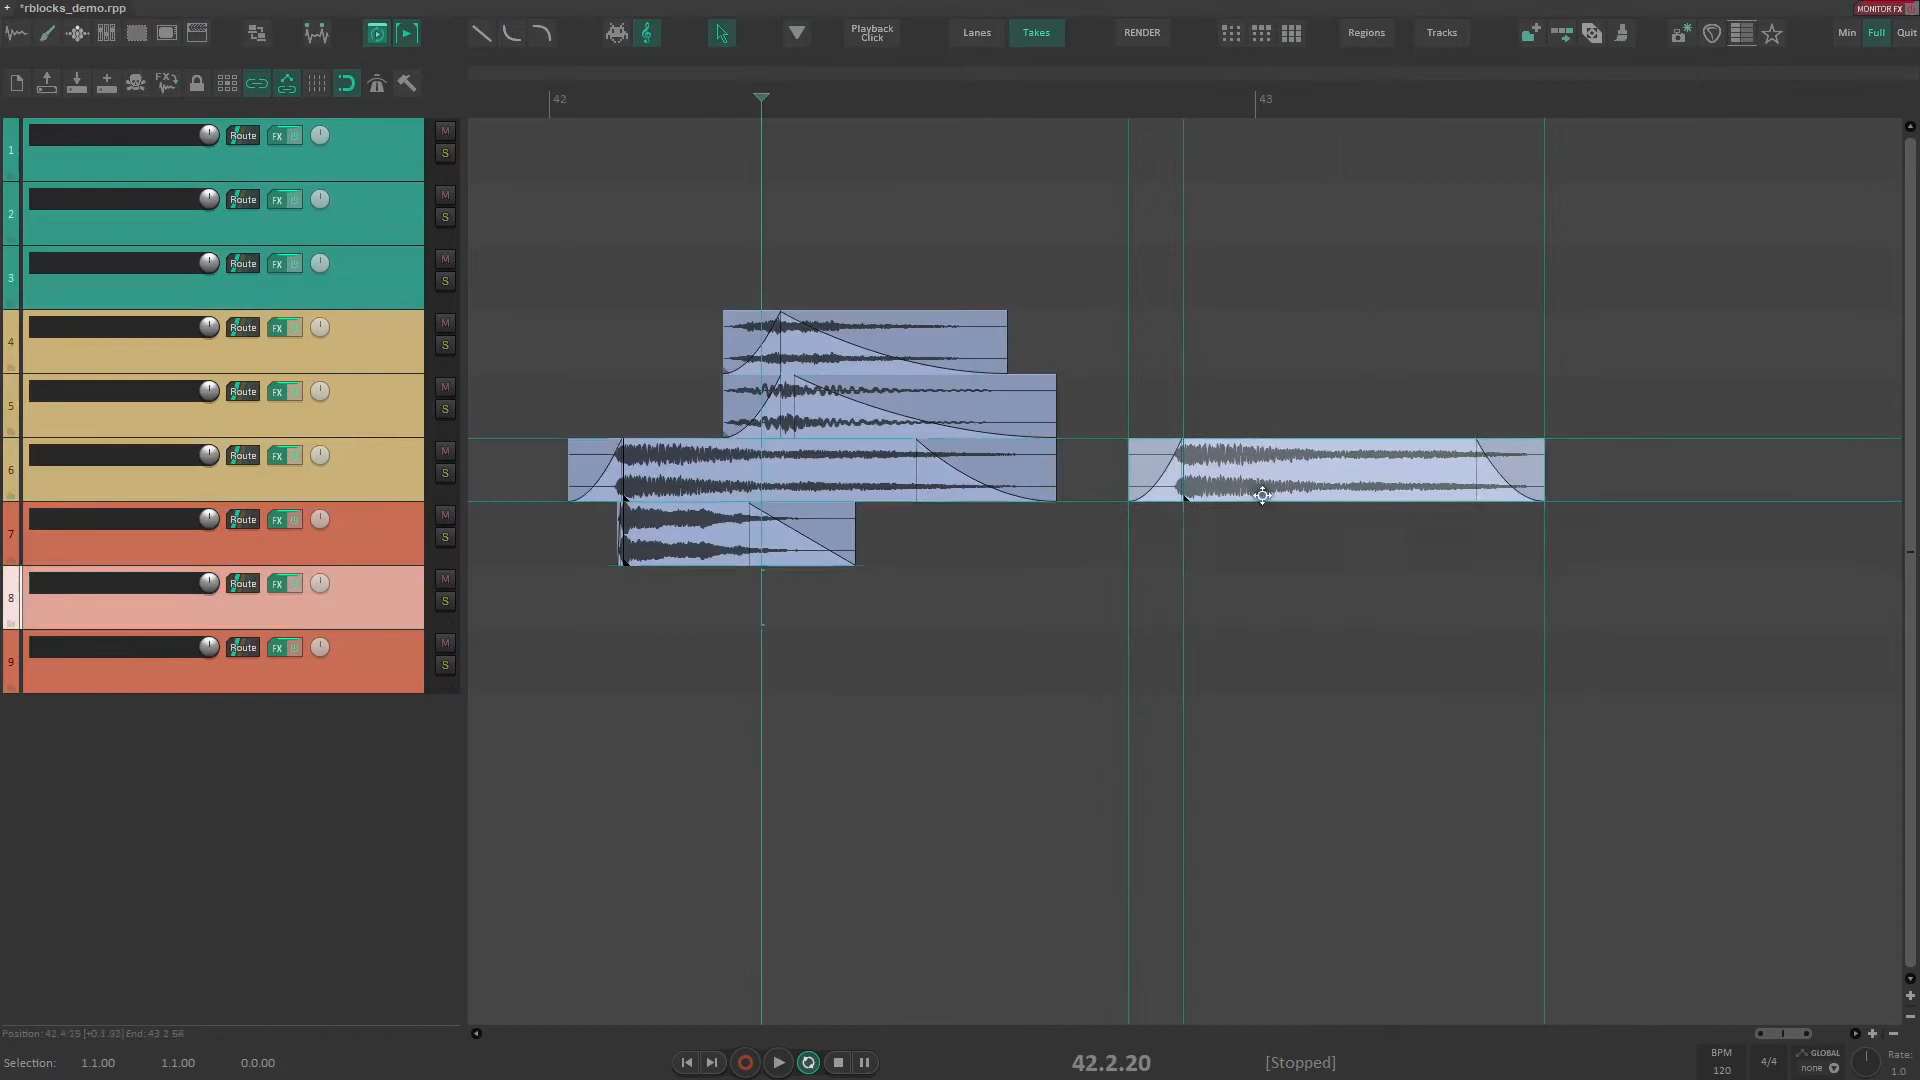 *rblocks_demo.rpp
MONITOR FX
Playback
Click
Lanes
Takes
RENDER
Regions
Tracks
Min
Full
Quit
FX
42
43
1
Route
FX
M
S
2
Route
FX
M
S
3
Route
FX
M
S
4
Route
FX
M
S
5
Route
FX
M
S
6
Route
FX
M
S
7
Route
FX
M
S
8
Route
FX
M
S
9
Route
FX
M
S
Selection:
1.1.00
1.1.00
0.0.00
42.2.20
[Stopped]
BPM
120
4/4
GLOBAL
none
Rate:
1.0